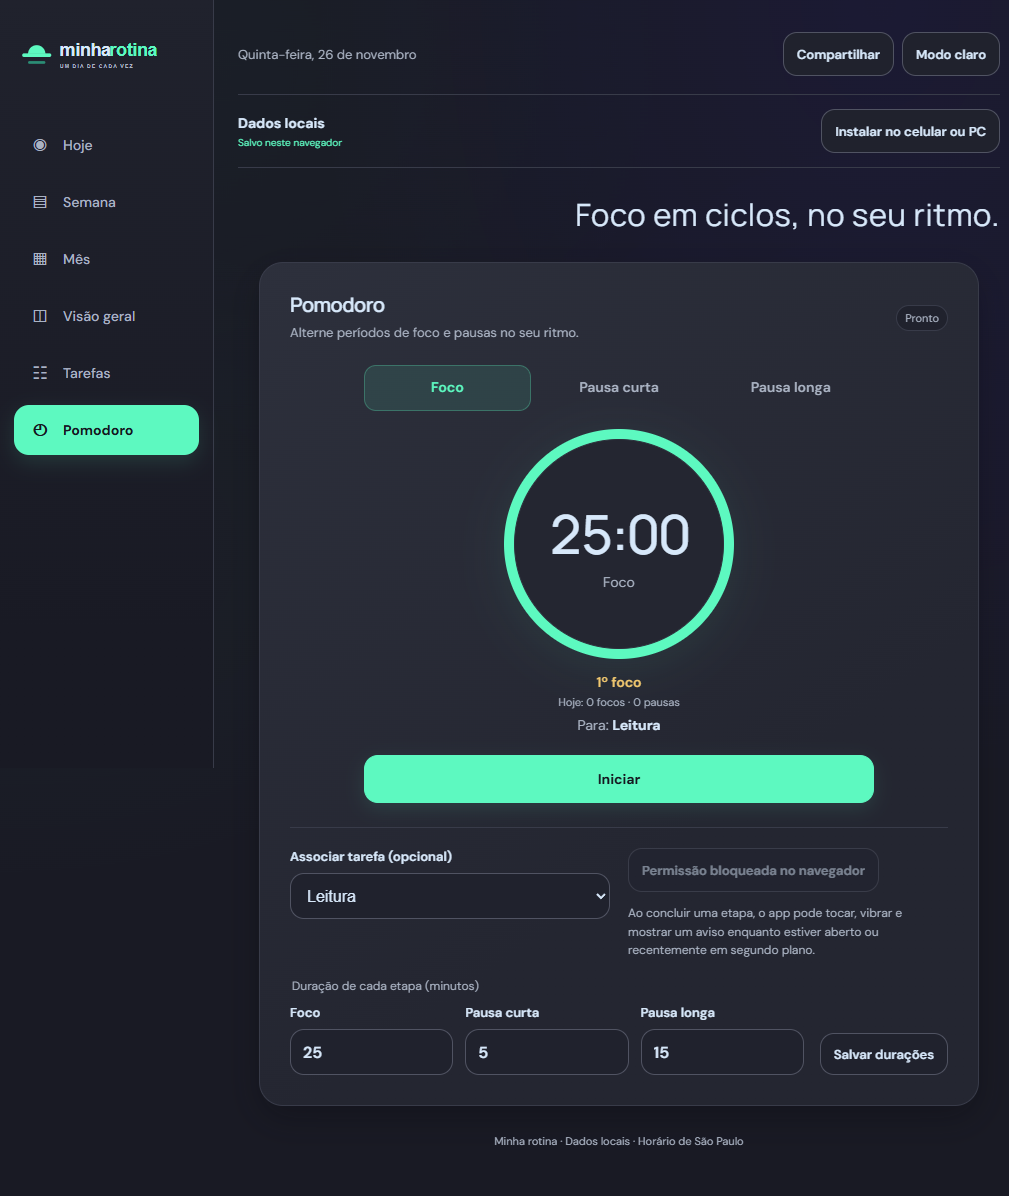 minharotina
UM DIA DE CADA VEZ
Hoje
Semana
Mês
Visão geral
Tarefas
Pomodoro
Quinta-feira, 26 de novembro
Compartilhar
Modo claro
Dados locais
Salvo neste navegador
Instalar no celular ou PC
Foco em ciclos, no seu ritmo.
Pomodoro
Alterne períodos de foco e pausas no seu ritmo.
Pronto
Foco
Pausa curta
Pausa longa
25:00
Foco
1º foco
Hoje: 0 focos · 0 pausas
Para: Leitura
Iniciar
Associar tarefa (opcional)
Leitura
Permissão bloqueada no navegador
Ao concluir uma etapa, o app pode tocar, vibrar e
mostrar um aviso enquanto estiver aberto ou
recentemente em segundo plano.
Duração de cada etapa (minutos)
Foco
Pausa curta
Pausa longa
25
5
15
Salvar durações
Minha rotina · Dados locais · Horário de São Paulo